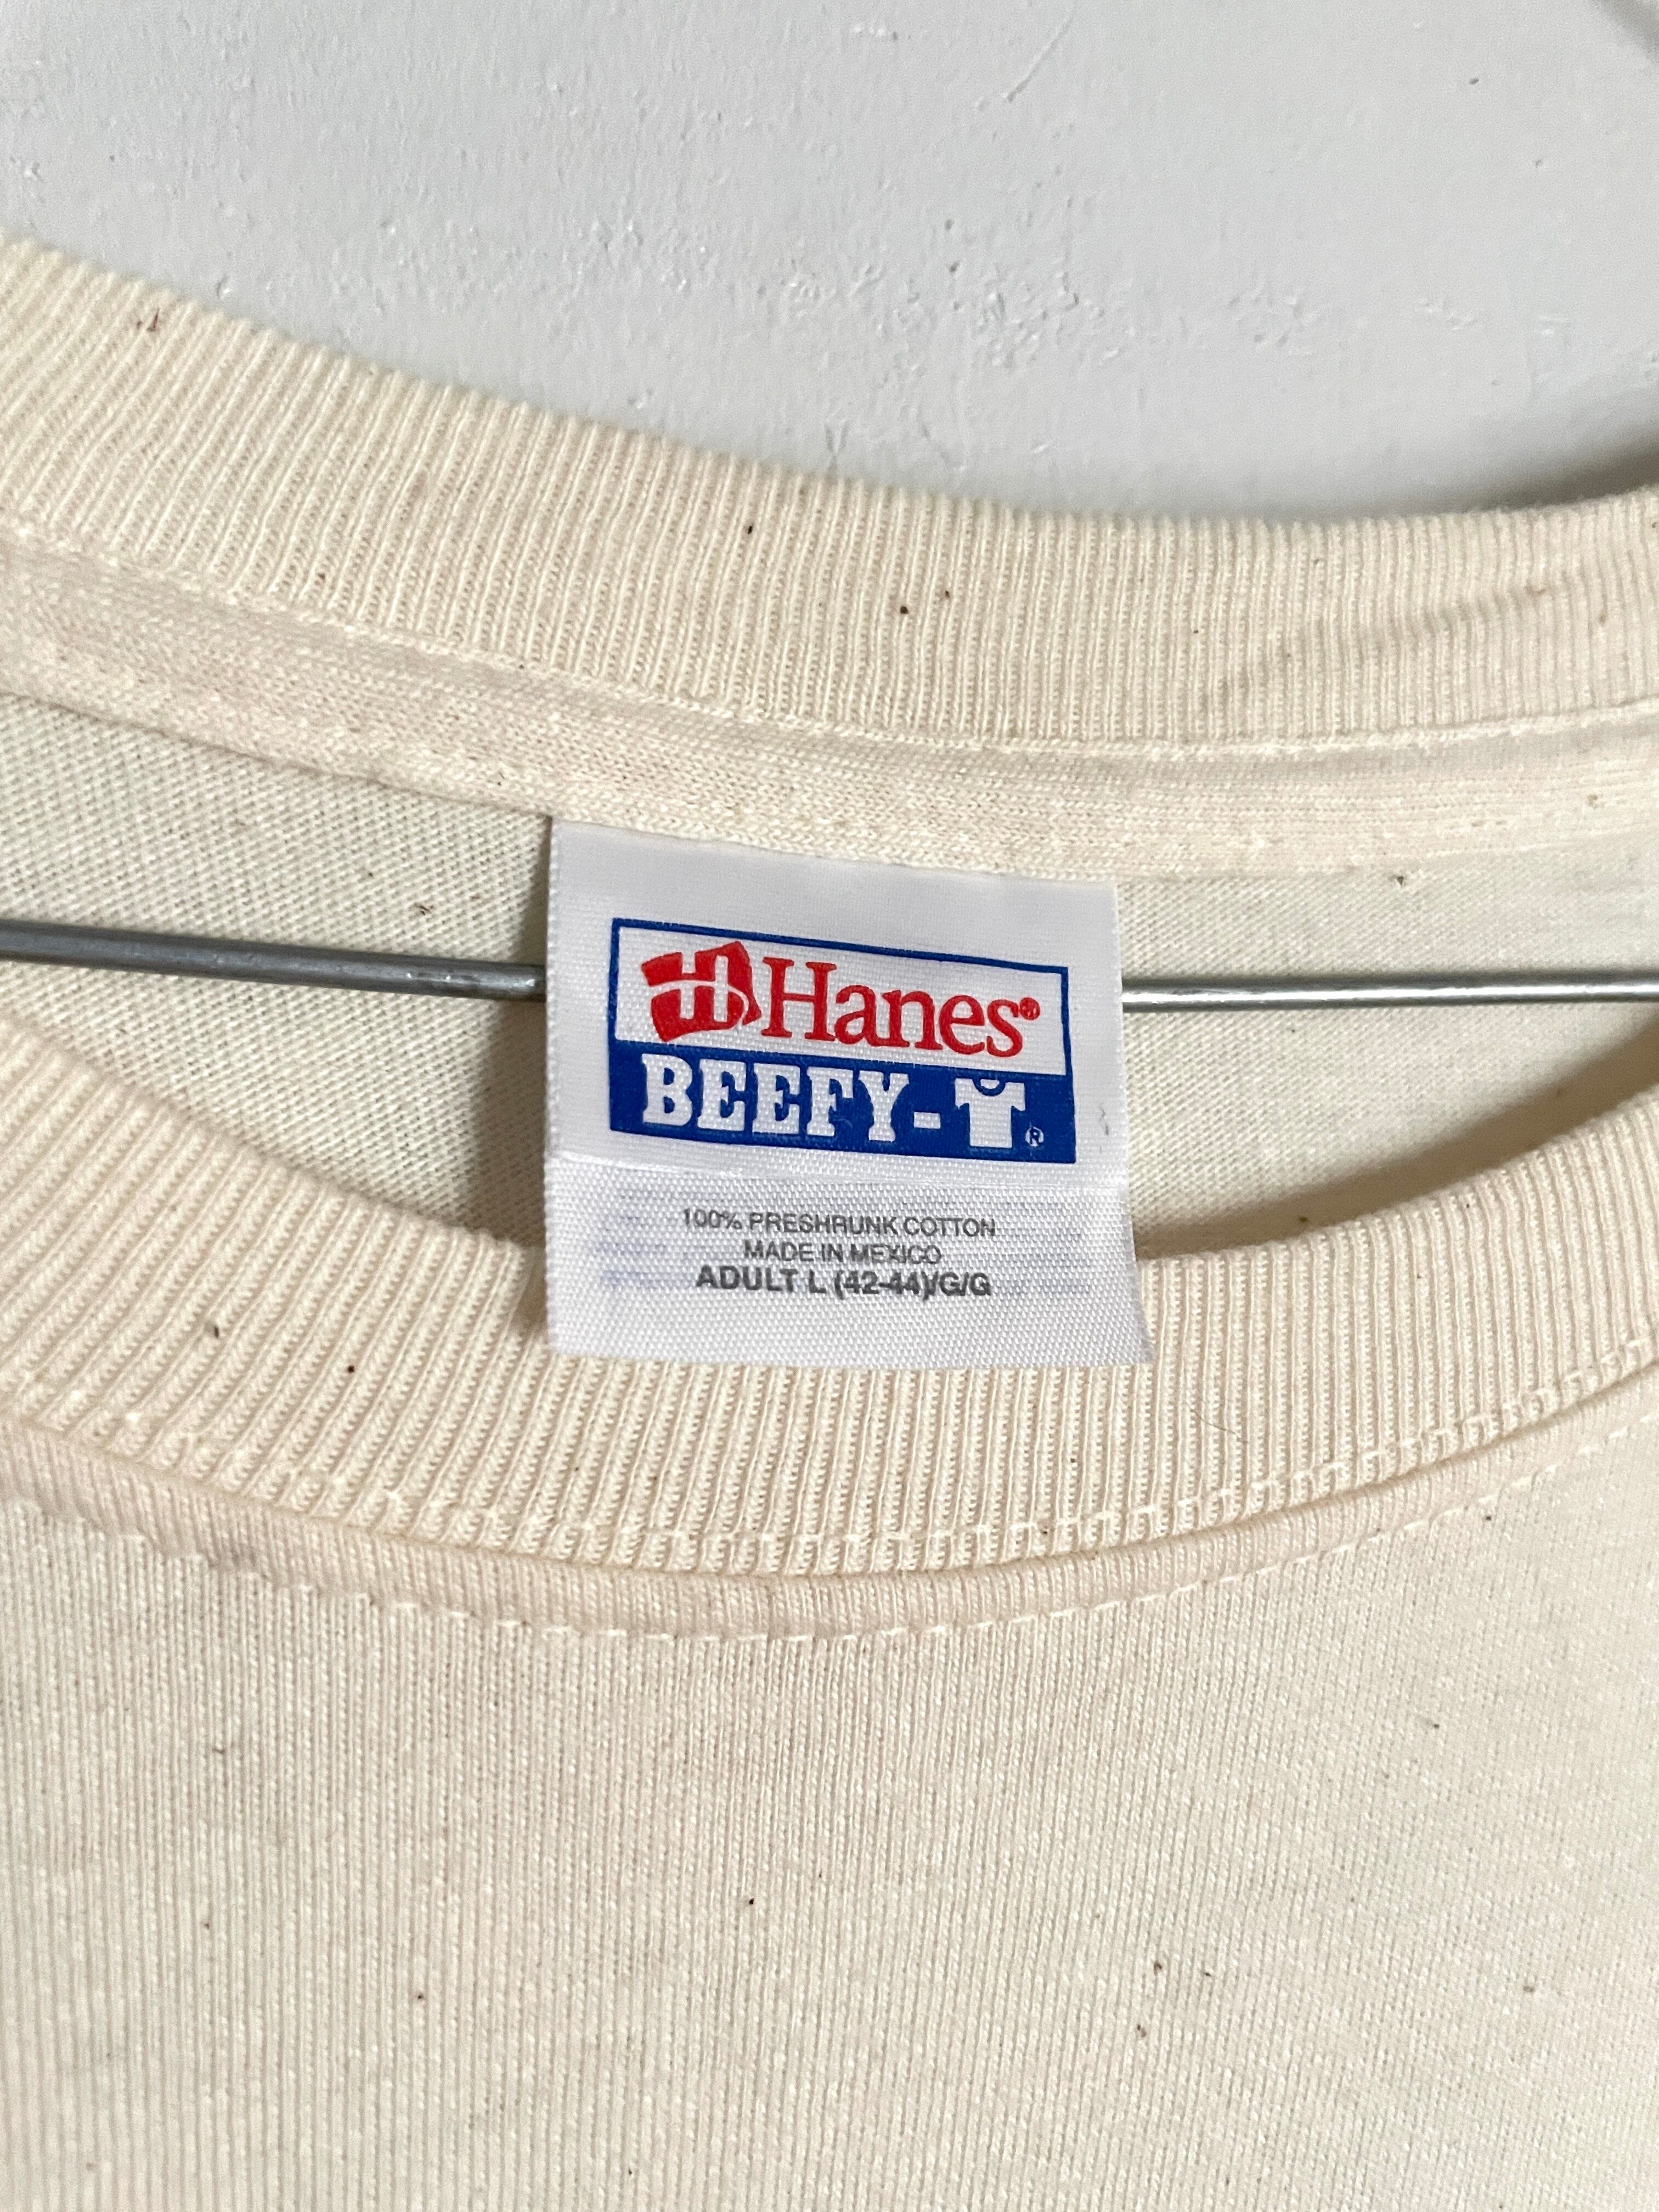 Hanes®
BEEFY-T®
100% PRESHRUNK COTTON
MADE IN MEXICO
ADULT L (42-44)/G/G